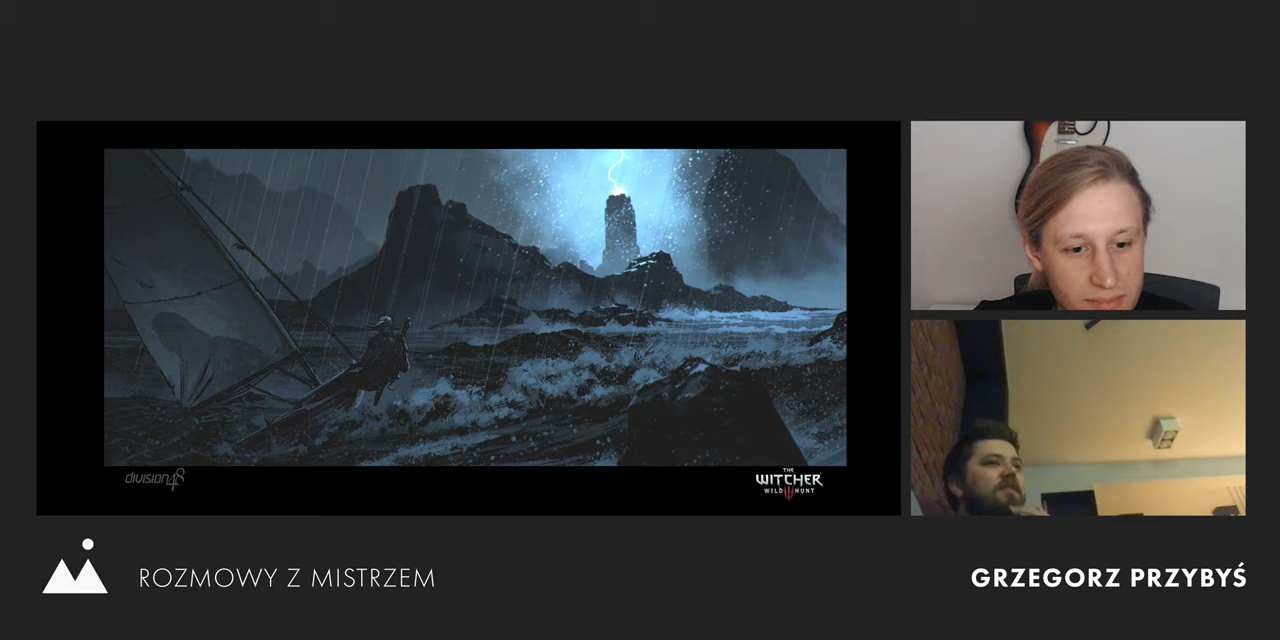 division48
THE
WITCHER
WILD HUNT
ROZMOWY Z MISTRZEM
GRZEGORZ PRZYBYŚ